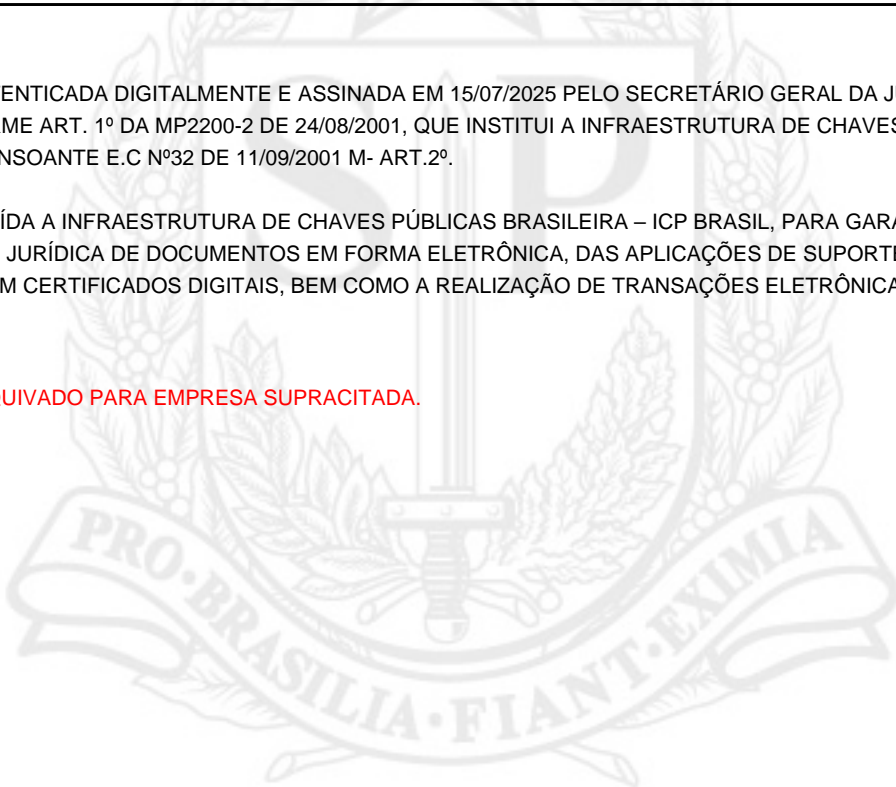 ENTICADA DIGITALMENTE E ASSINADA EM 15/07/2025 PELO SECRETÁRIO GERAL DA J
ME ART. 1º DA MP2200-2 DE 24/08/2001, QUE INSTITUI A INFRAESTRUTURA DE CHAVES
NSOANTE E.C Nº32 DE 11/09/2001 M- ART.2º.
ÍDA A INFRAESTRUTURA DE CHAVES PÚBLICAS BRASILEIRA – ICP BRASIL, PARA GARA
JURÍDICA DE DOCUMENTOS EM FORMA ELETRÔNICA, DAS APLICAÇÕES DE SUPORTE
M CERTIFICADOS DIGITAIS, BEM COMO A REALIZAÇÃO DE TRANSAÇÕES ELETRÔNICA
UIVADO PARA EMPRESA SUPRACITADA.
SP
PRO·BRASILIA·FIANT·EXIMIA